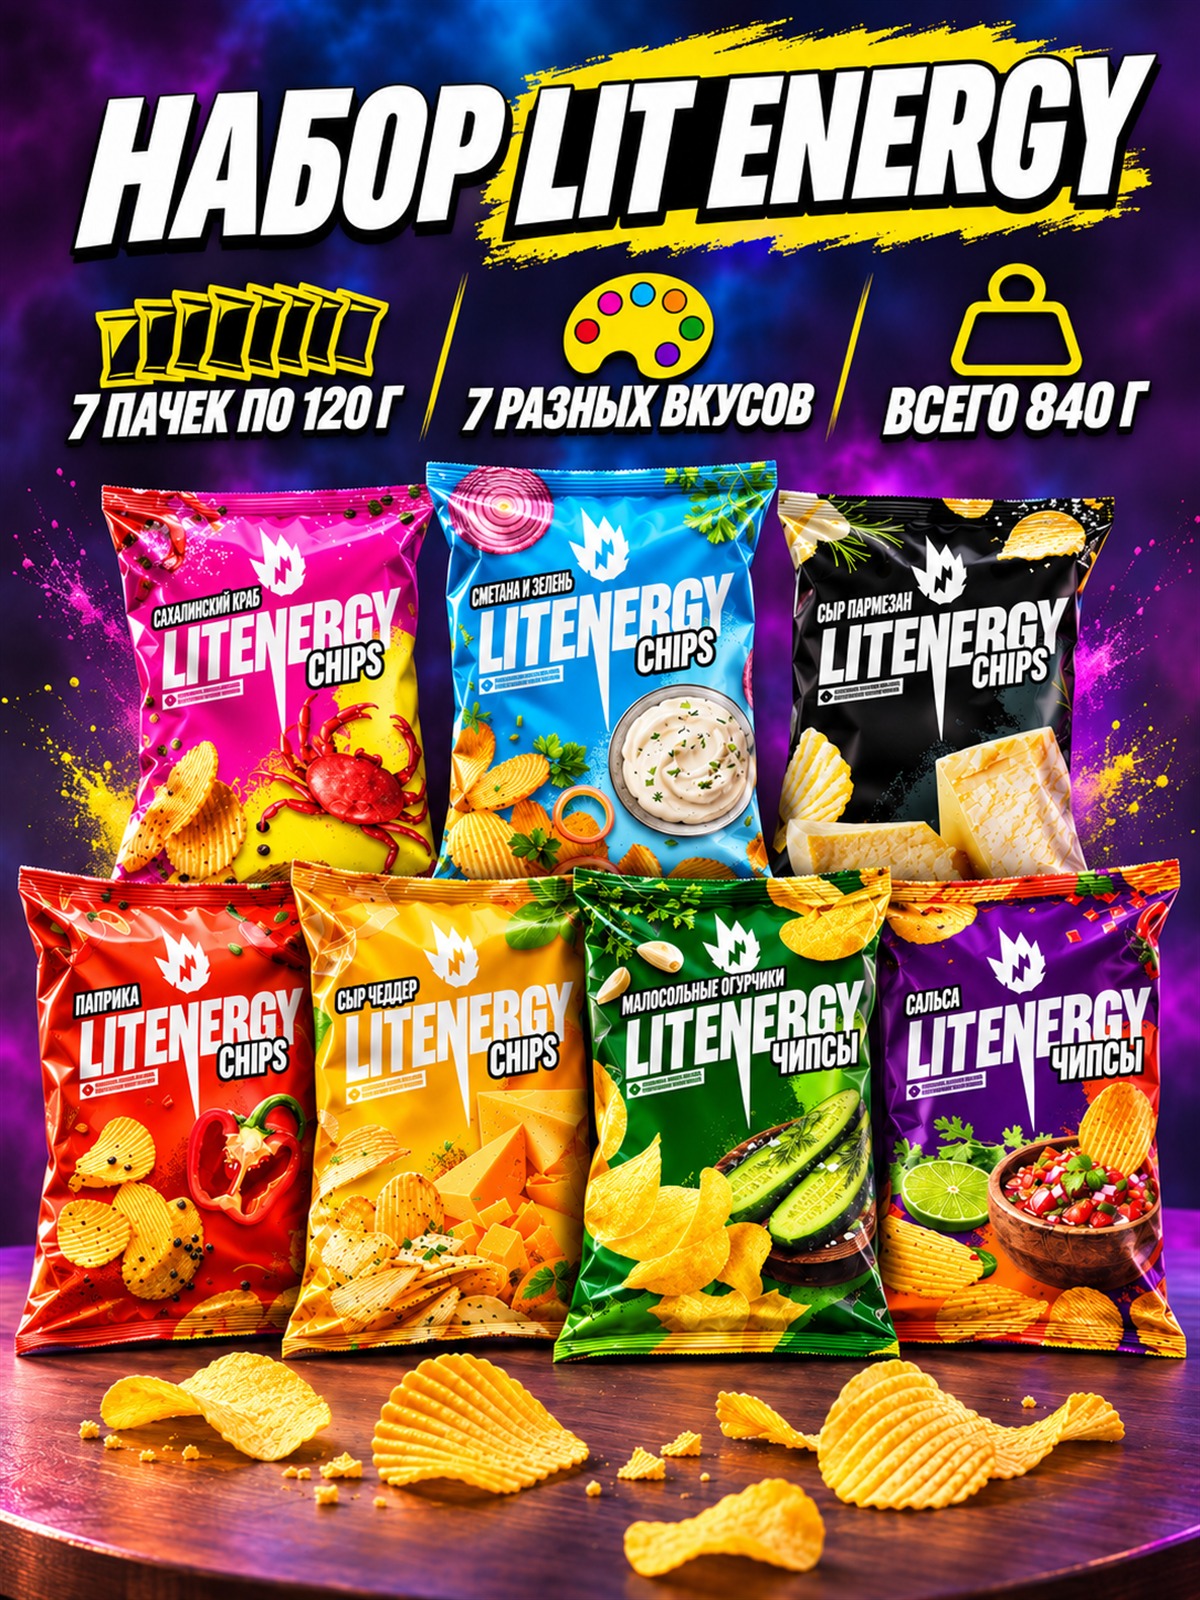 НАБОР LIT ENERGY
7 ПАЧЕК ПО 120 Г
7 РАЗНЫХ ВКУСОВ
ВСЕГО 840 Г
САХАЛИНСКИЙ КРАБ
LITENERGY
CHIPS
СМЕТАНА И ЗЕЛЕНЬ
LITENERGY
CHIPS
СЫР ПАРМЕЗАН
LITENERGY
CHIPS
ПАПРИКА
LITENERGY
CHIPS
СЫР ЧЕДДЕР
LITENERGY
CHIPS
МАЛОСОЛЬНЫЕ ОГУРЧИКИ
LITENERGY
ЧИПСЫ
САЛЬСА
LITENERGY
ЧИПСЫ